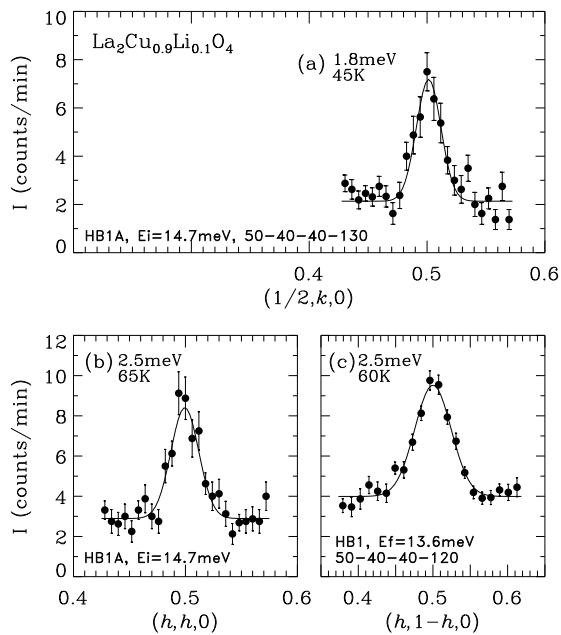 10
8
6
4
2
0
I (counts/min)
La₂Cu₀.₉Li₀.₁O₄
(a) 1.8meV
45K
HB1A, Ei=14.7meV, 50−40−40−130
0.4 0.5 0.6
(1/2,k,0)
12
10
8
6
4
2
0
I (counts/min)
(b) 2.5meV
65K
HB1A, Ei=14.7meV
0.4 0.5 0.6
(h,h,0)
(c) 2.5meV
60K
HB1, Ef=13.6meV
50−40−40−120
0.4 0.5 0.6
(h,1−h,0)